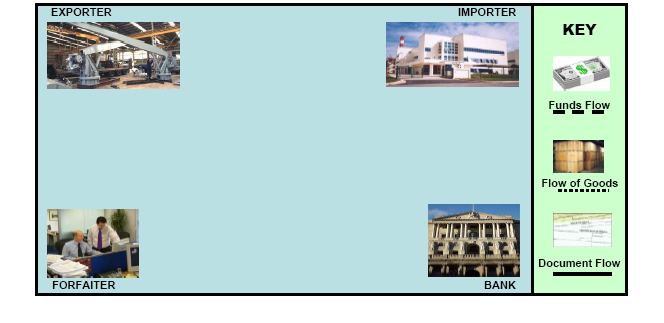 EXPORTER
IMPORTER
KEY
Funds Flow
Flow of Goods
Document Flow
FORFAITER
BANK